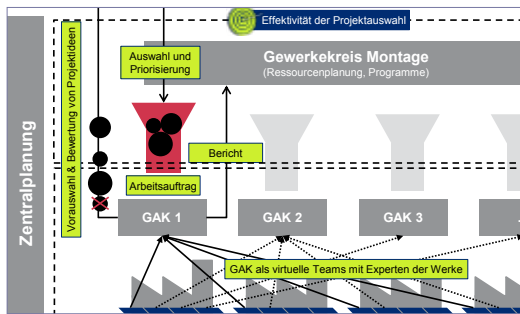 Effektivität der Projektauswahl
Auswahl und
Priorisierung
Gewerkekreis Montage
(Ressourcenplanung, Programme)
Zentralplanung
Vorauswahl & Bewertung von Projektideen
Bericht
Arbeitsauftrag
GAK 1
GAK 2
GAK 3
GAK als virtuelle Teams mit Experten der Werke